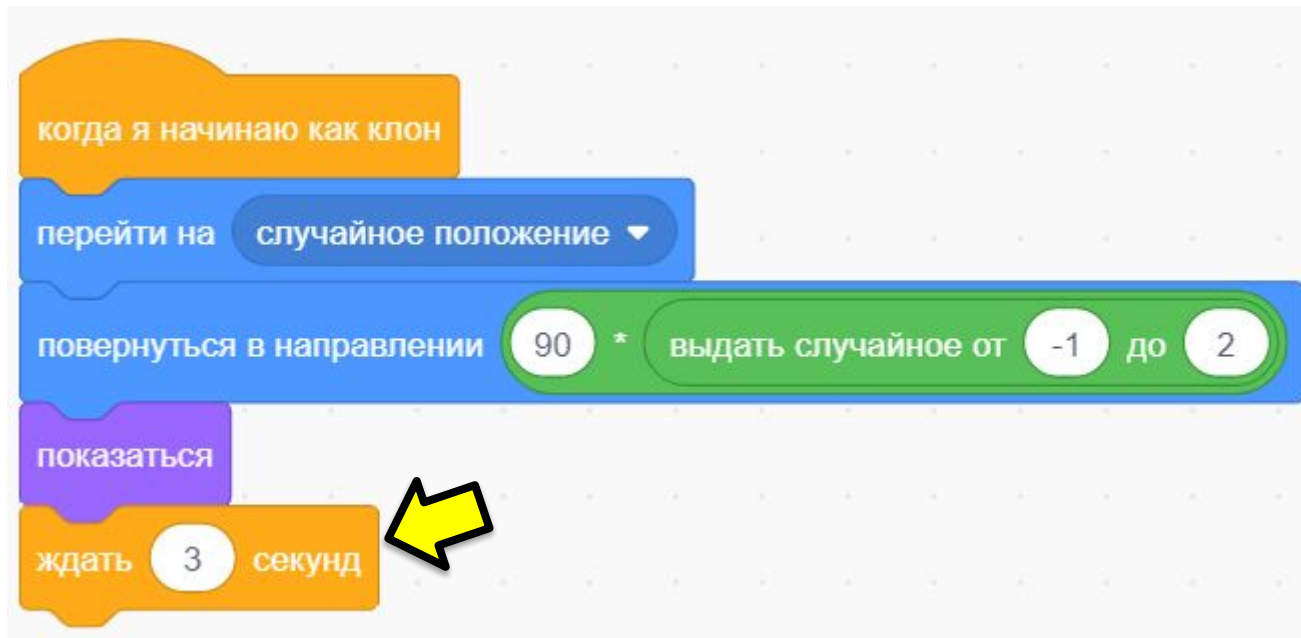 когда я начинаю как клон
перейти на случайное положение
повернуться в направлении 90 * выдать случайное от -1 до 2
показаться
ждать 3 секунд